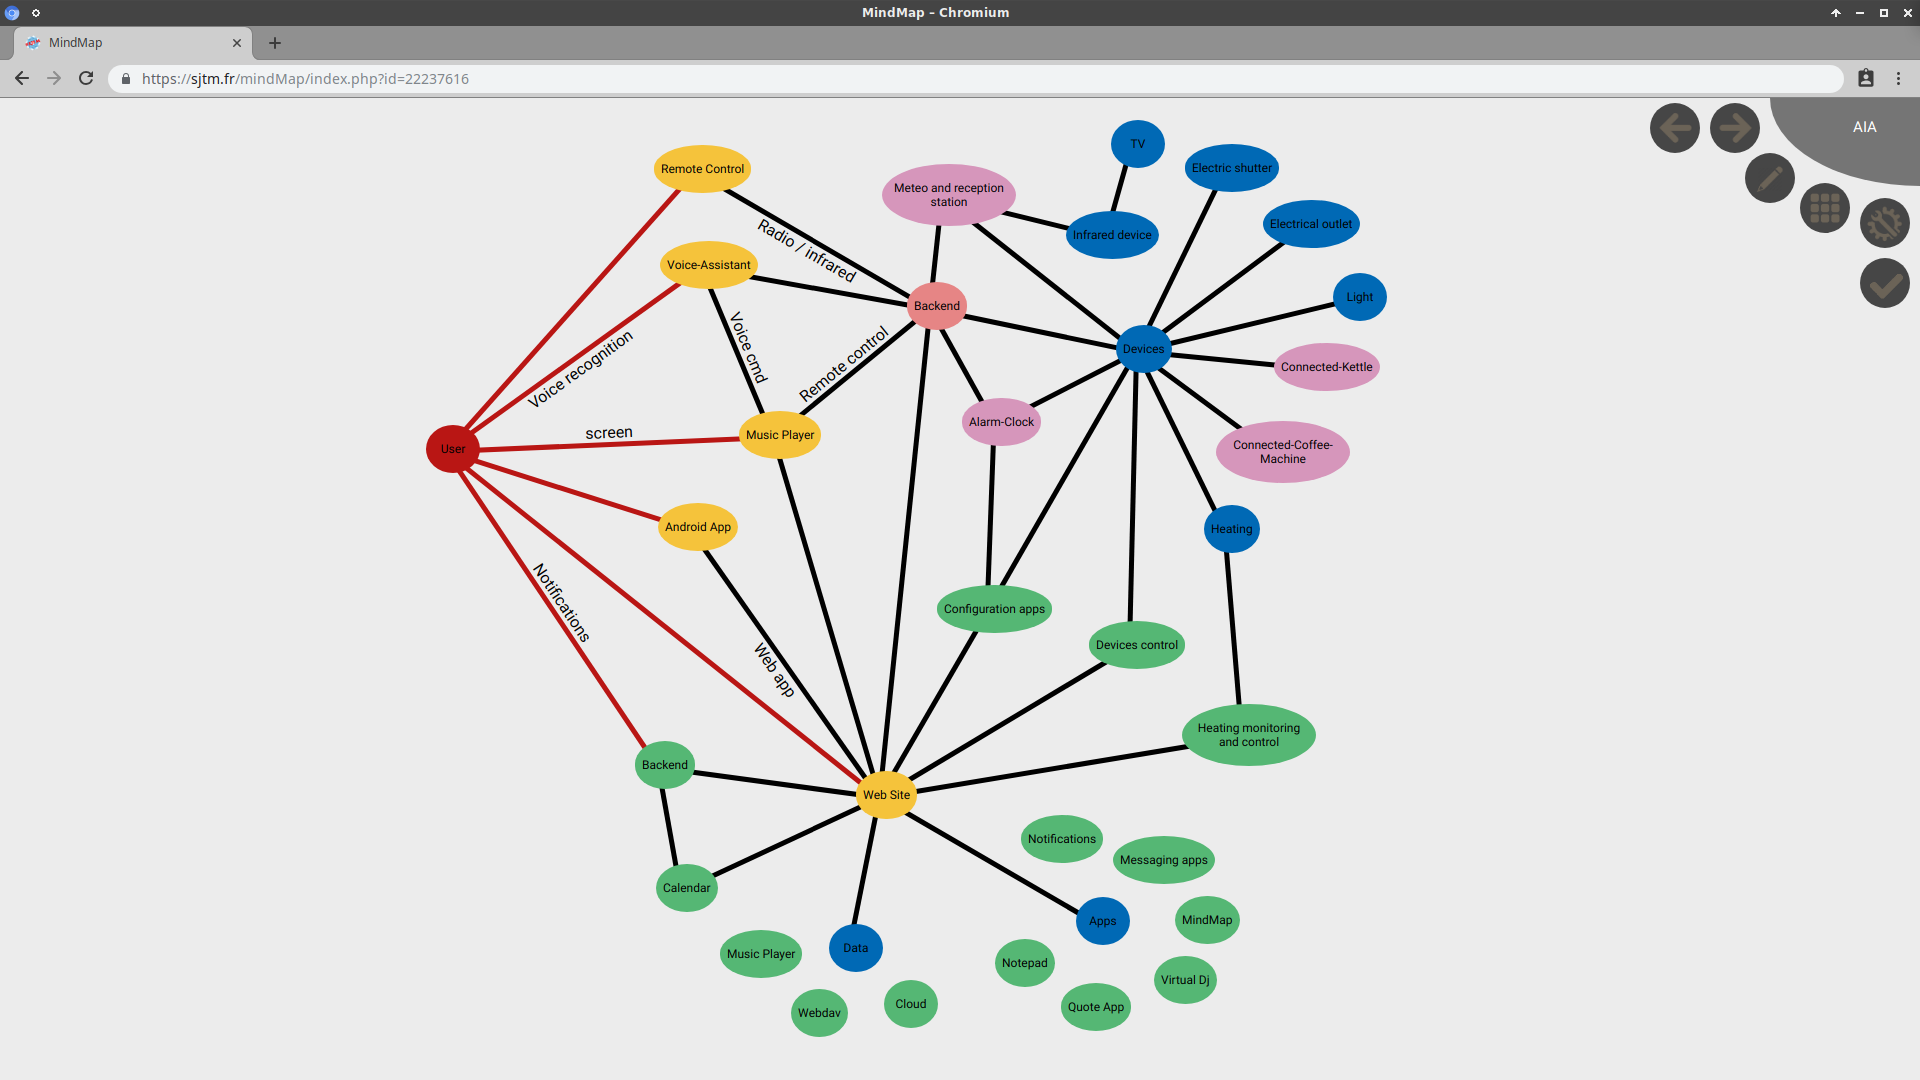 MindMap – Chromium
MindMap
https://sjtm.fr/mindMap/index.php?id=22237616
AIA
TV
Remote Control
Electric shutter
Meteo and reception
station
Electrical outlet
Radio / infrared
Infrared device
Voice-Assistant
Light
Backend
Voice cmd
Remote control
Devices
Voice recognition
Connected-Kettle
Alarm-Clock
screen
Music Player
User
Connected-Coffee-
Machine
Android App
Heating
Notifications
Configuration apps
Devices control
Web app
Heating monitoring
and control
Backend
Web Site
Notifications
Messaging apps
Calendar
Apps
MindMap
Data
Music Player
Notepad
Virtual Dj
Cloud
Quote App
Webdav